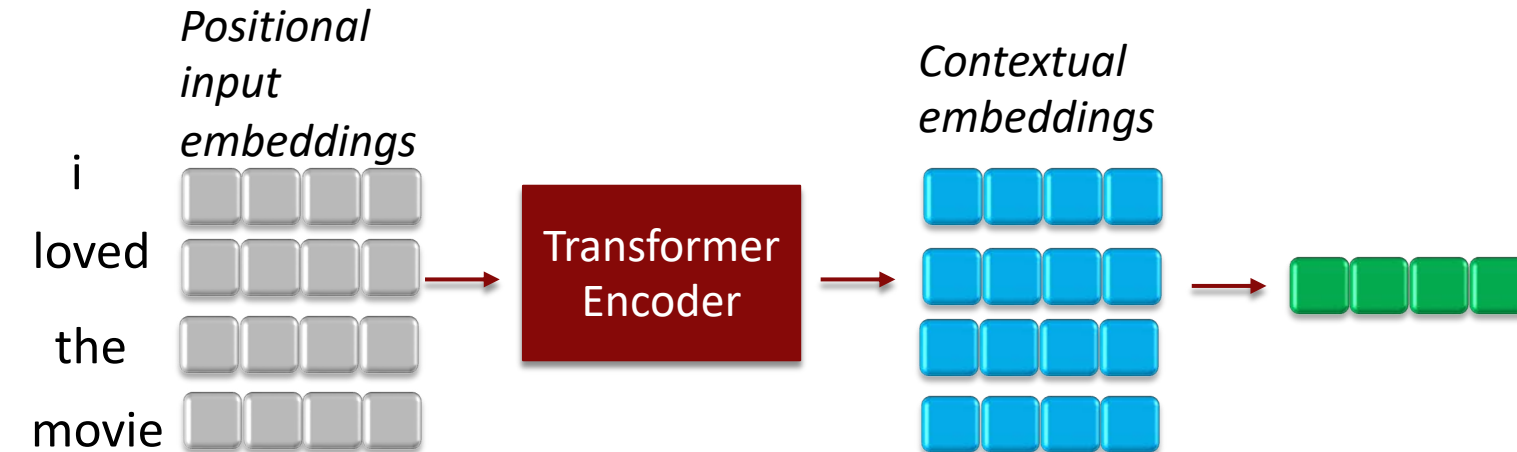 Positional
input
embeddings
i
loved
the
movie
Transformer
Encoder
Contextual
embeddings